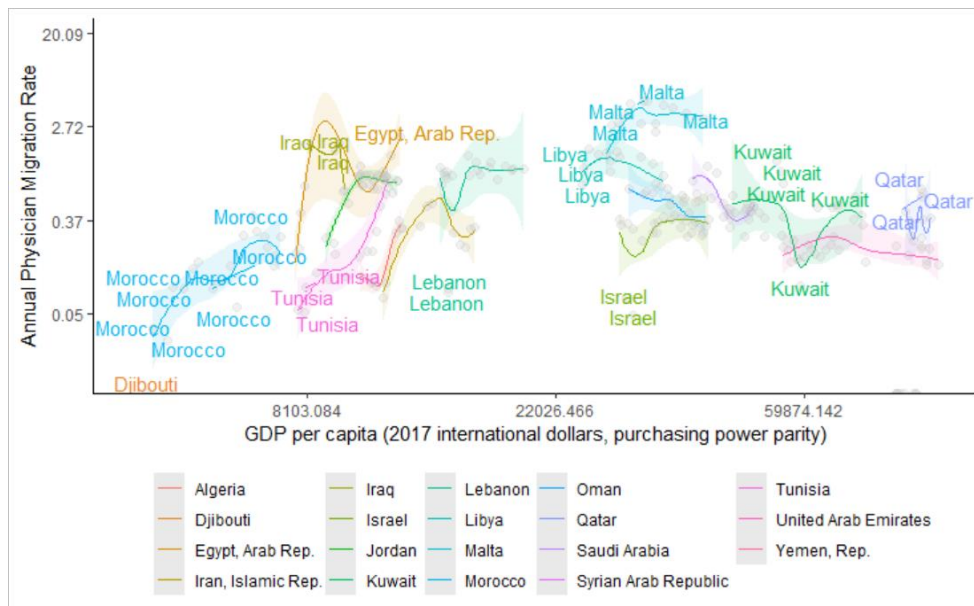 20.09
2.72
0.37
0.05
Annual Physician Migration Rate
Malta
Malta
Malta
Malta
Iraq
Iraq
Iraq
Egypt, Arab Rep.
Libya
Libya
Libya
Kuwait
Kuwait
Kuwait
Kuwait
Qatar
Qatar
Qatar
Morocco
Morocco
Morocco
Morocco
Morocco
Morocco
Morocco
Morocco
Tunisia
Tunisia
Tunisia
Lebanon
Lebanon
Israel
Israel
Kuwait
Djibouti
8103.084
22026.466
59874.142
GDP per capita (2017 international dollars, purchasing power parity)
Algeria
Djibouti
Egypt, Arab Rep.
Iran, Islamic Rep.
Iraq
Israel
Jordan
Kuwait
Lebanon
Libya
Malta
Morocco
Oman
Qatar
Saudi Arabia
Syrian Arab Republic
Tunisia
United Arab Emirates
Yemen, Rep.